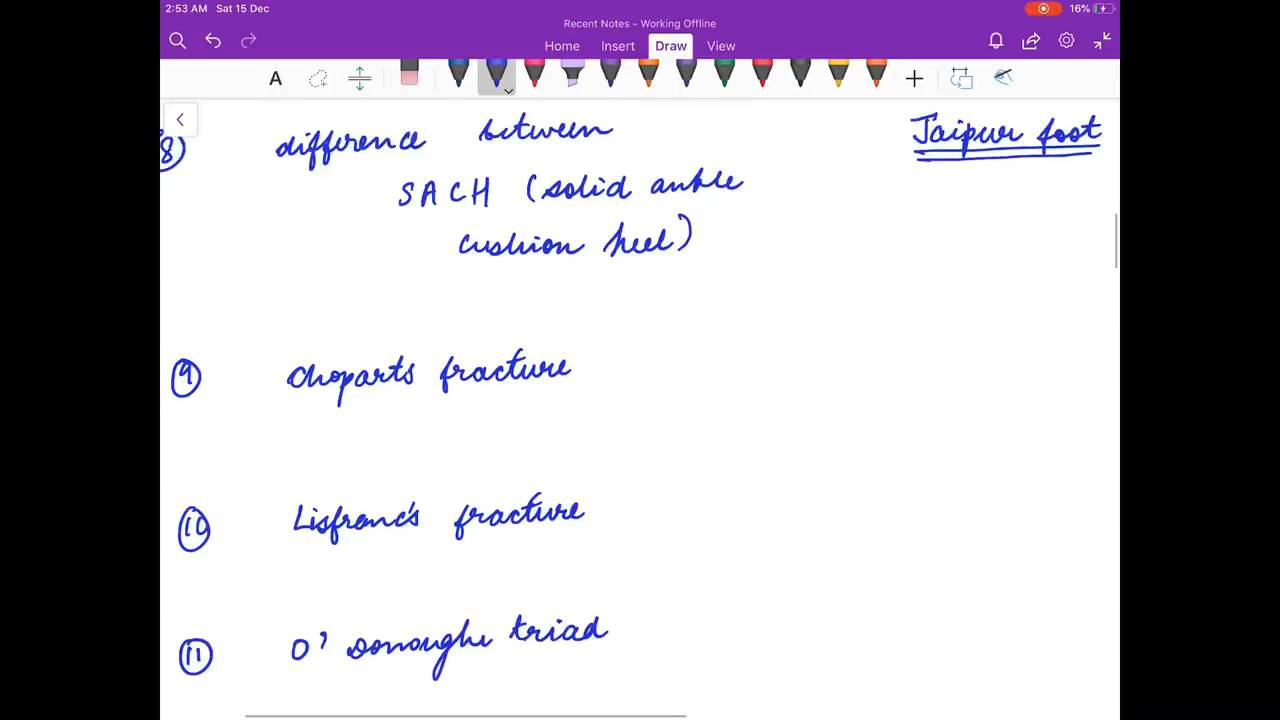 2:53 AM Sat 15 Dec
16%
Recent Notes - Working Offline
Home Insert Draw View
A
8 difference between Jaipur foot
SACH (solid ankle
cushion heel)
9 Choparts fracture
10 Lisfranc's fracture
11 O'Donoughe triad